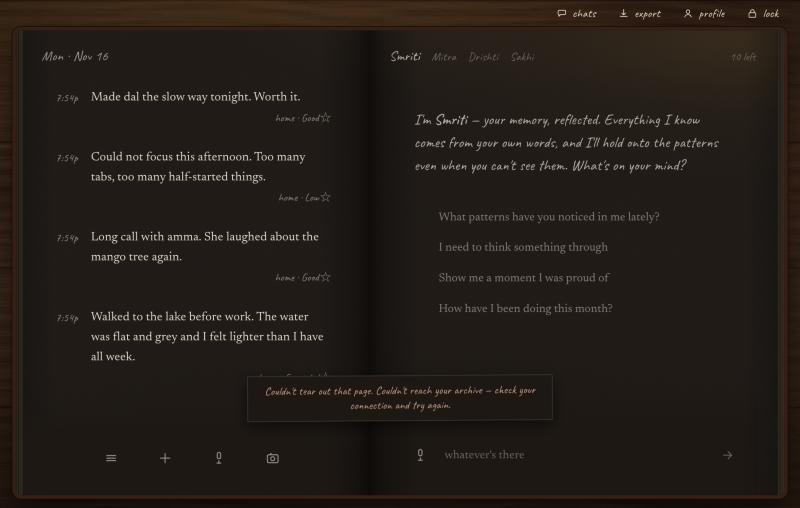 chats export profile lock
Mon · Nov 16
7:54p Made dal the slow way tonight. Worth it.
home · Good
7:54p Could not focus this afternoon. Too many
tabs, too many half-started things.
home · Low
7:54p Long call with amma. She laughed about the
mango tree again.
home · Good
7:54p Walked to the lake before work. The water
was flat and grey and I felt lighter than I have
all week.
Smriti Mitra Drishti Sakhi 10 left
I'm Smriti — your memory, reflected. Everything I know
comes from your own words, and I'll hold onto the patterns
even when you can't see them. What's on your mind?
What patterns have you noticed in me lately?
I need to think something through
Show me a moment I was proud of
How have I been doing this month?
Couldn't tear out that page. Couldn't reach your archive — check your
connection and try again.
whatever's there